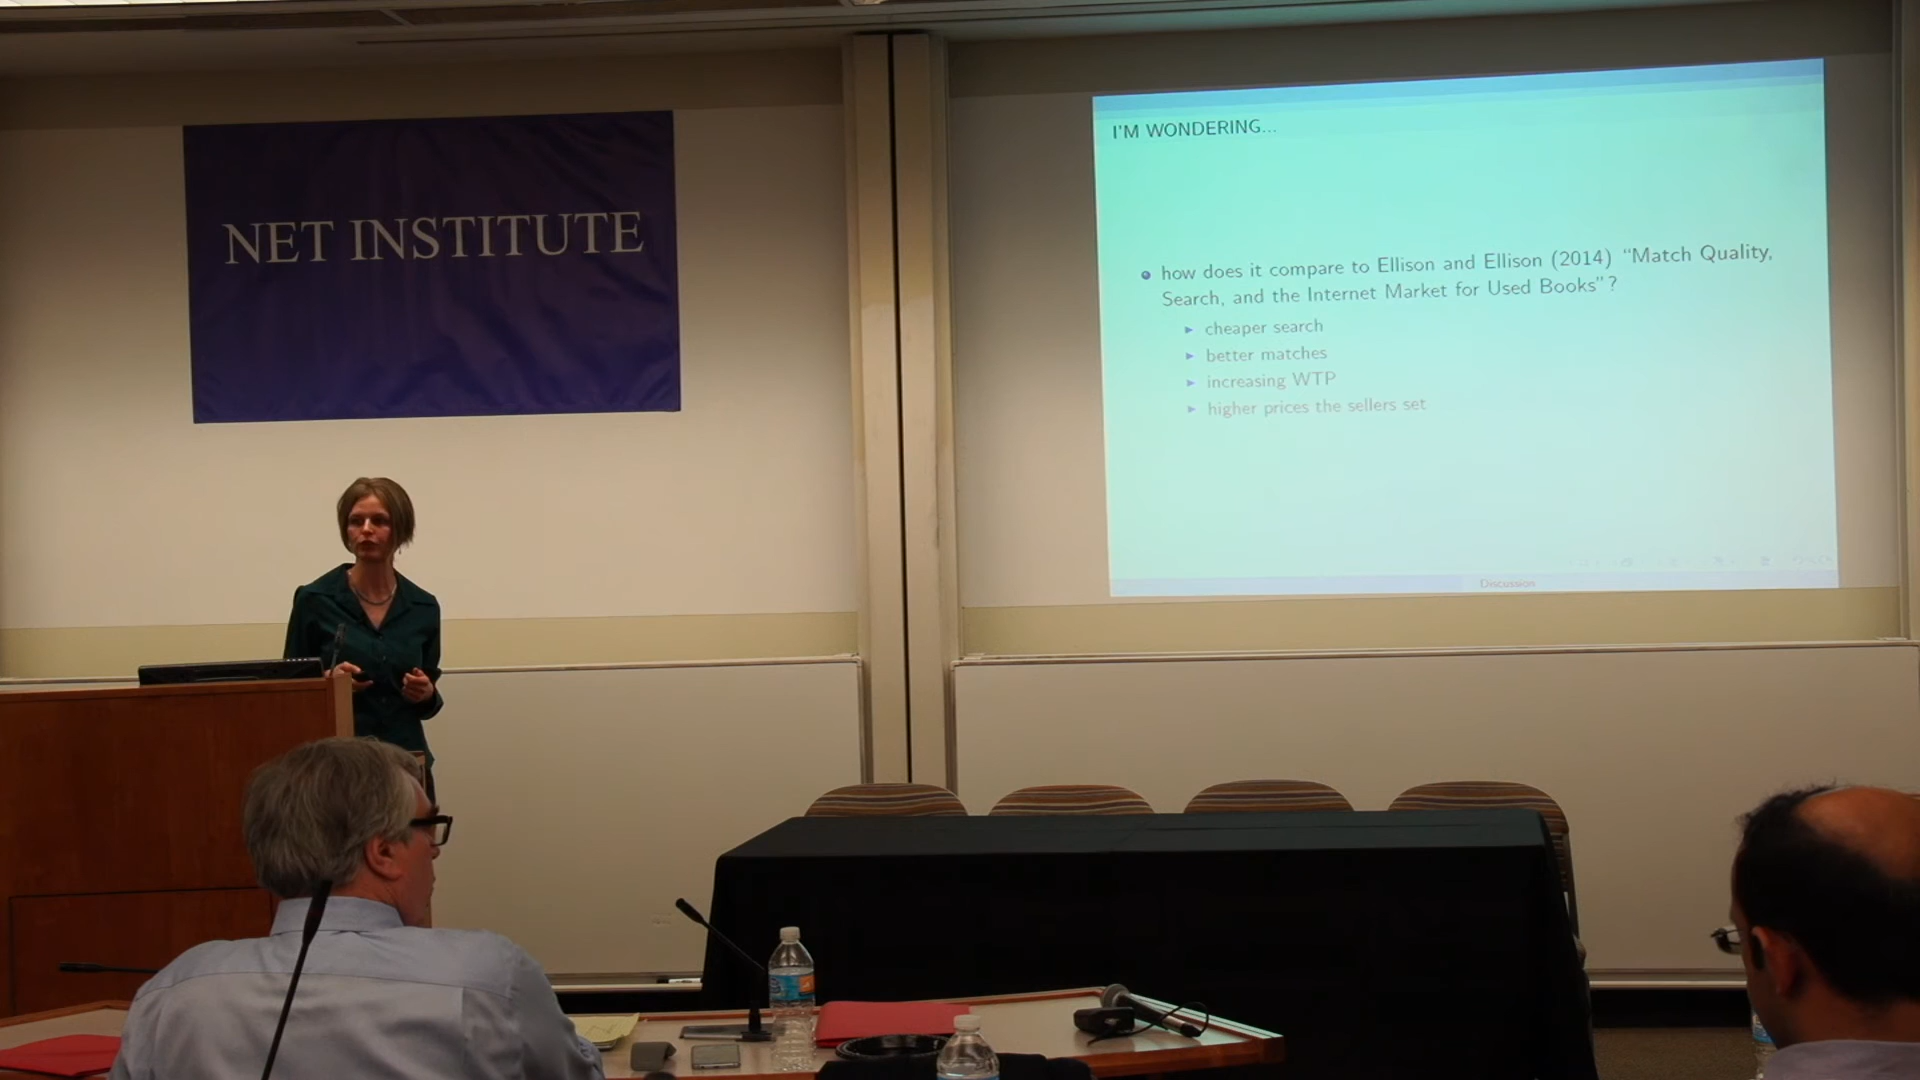 NET INSTITUTE
I'M WONDERING...
how does it compare to Ellison and Ellison (2014) “Match Quality,
Search, and the Internet Market for Used Books”?
cheaper search
better matches
increasing WTP
higher prices the sellers set
Discussion